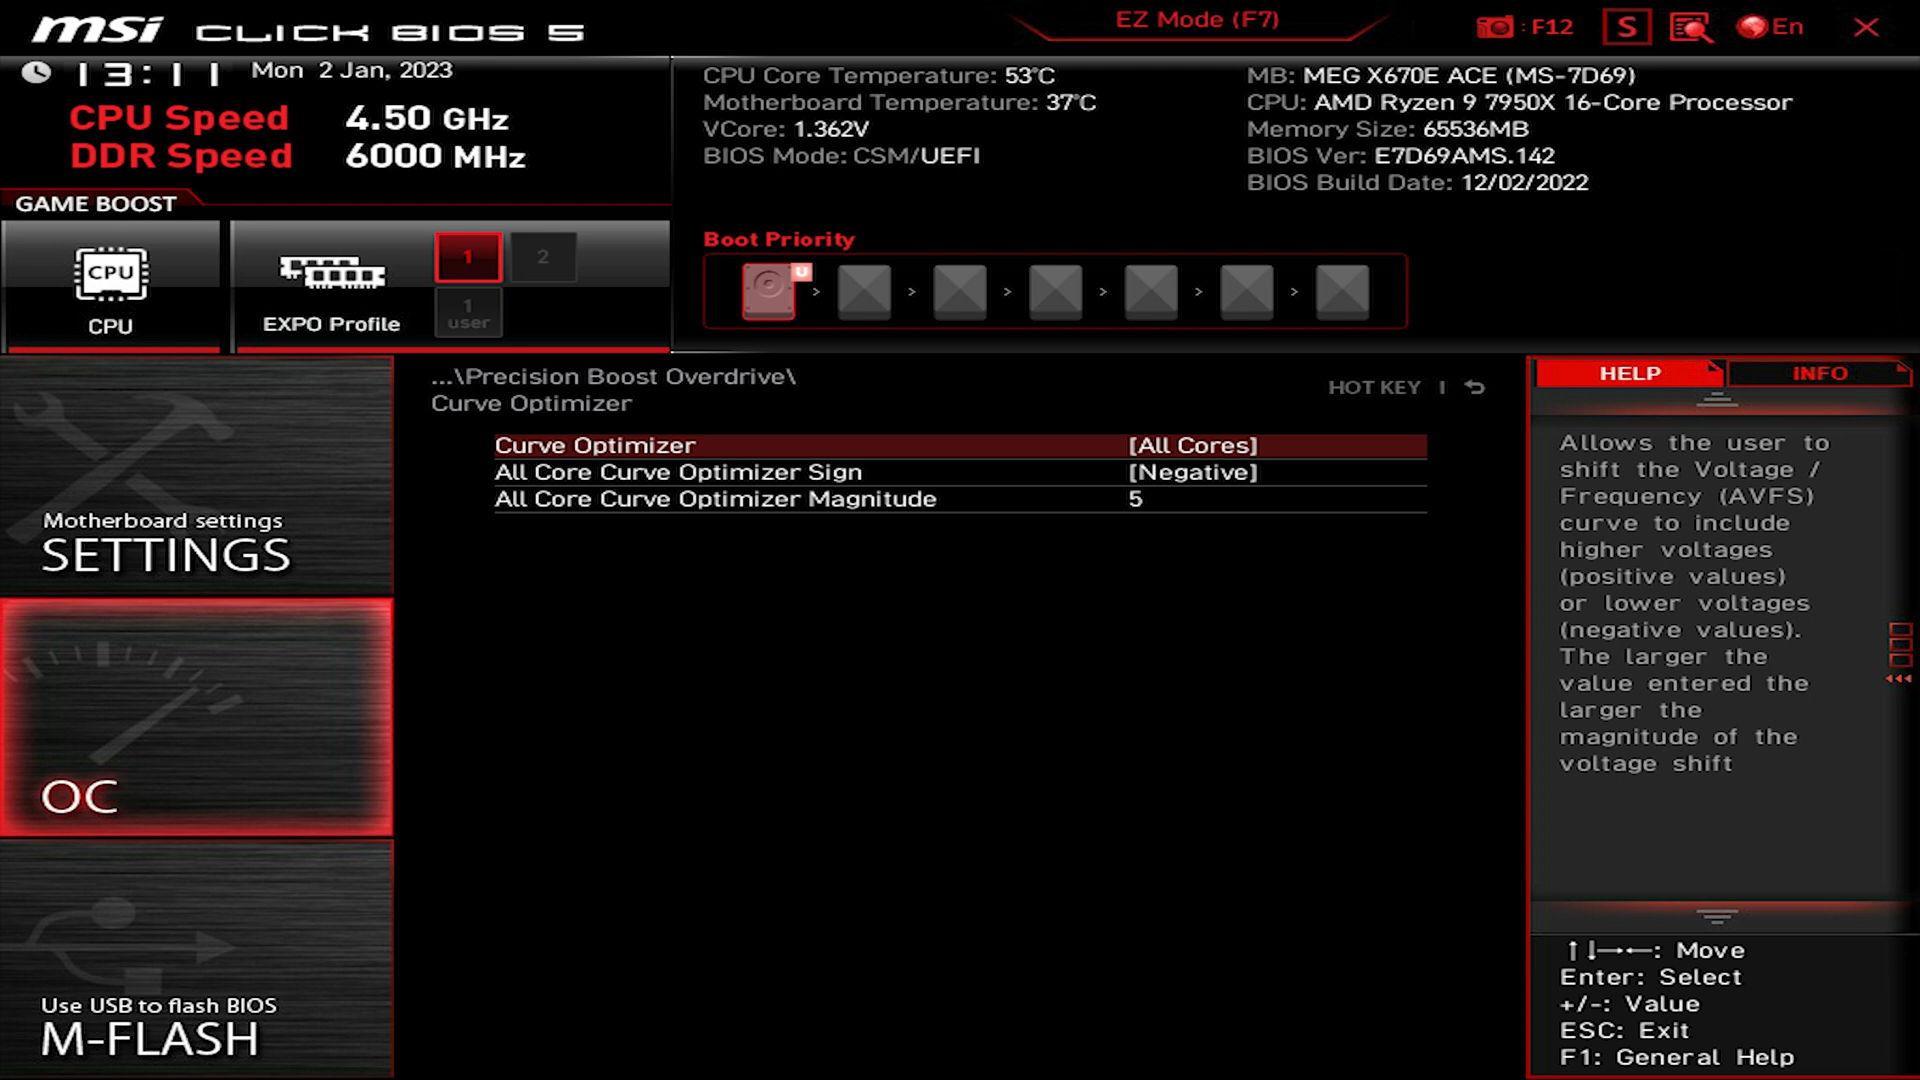 msi CLICK BIOS 5
EZ Mode (F7)
: F12
S
En
13:11 Mon 2 Jan, 2023
CPU Speed 4.50 GHz
DDR Speed 6000 MHz
CPU Core Temperature: 53°C
Motherboard Temperature: 37°C
VCore: 1.362V
BIOS Mode: CSM/UEFI
MB: MEG X670E ACE (MS-7D69)
CPU: AMD Ryzen 9 7950X 16-Core Processor
Memory Size: 65536MB
BIOS Ver: E7D69AMS.142
BIOS Build Date: 12/02/2022
GAME BOOST
CPU
CPU
EXPO Profile
1
2
1
user
Boot Priority
U
Motherboard settings
SETTINGS
OC
Use USB to flash BIOS
M-FLASH
...\Precision Boost Overdrive\
Curve Optimizer
HOT KEY |
Curve Optimizer [All Cores]
All Core Curve Optimizer Sign [Negative]
All Core Curve Optimizer Magnitude 5
HELP
INFO
Allows the user to
shift the Voltage /
Frequency (AVFS)
curve to include
higher voltages
(positive values)
or lower voltages
(negative values).
The larger the
value entered the
larger the
magnitude of the
voltage shift
↑↓→←: Move
Enter: Select
+/-: Value
ESC: Exit
F1: General Help